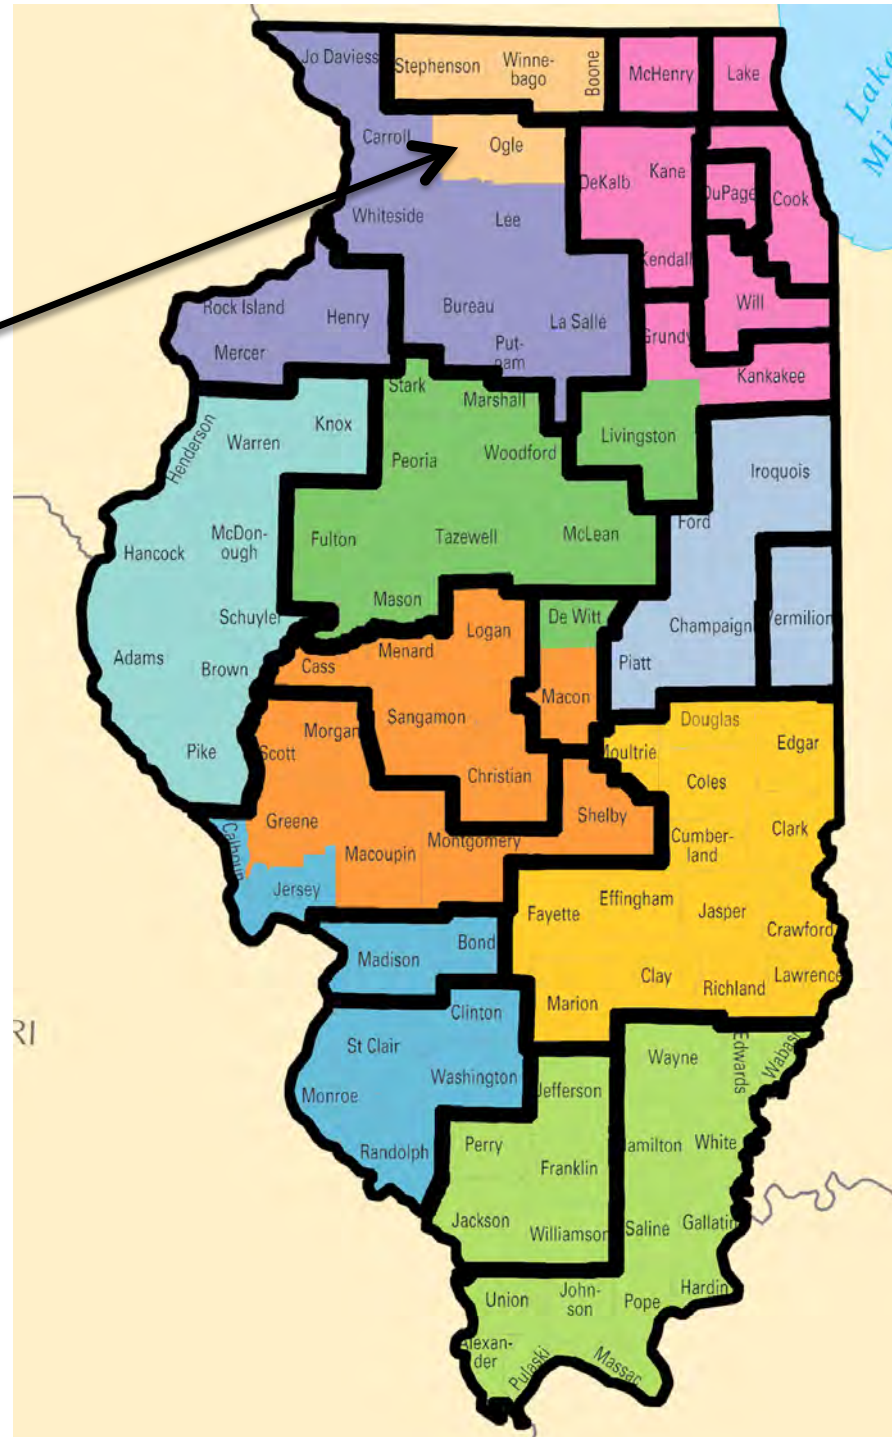 Jo Daviess
Stephenson
Winne-
bago
Boone
McHenry
Lake
Lake
Mi
Carroll
Ogle
DeKalb
Kane
DuPage
Cook
Whiteside
Lee
Kendall
Rock Island
Henry
Bureau
La Salle
Will
Mercer
Put-
nam
Grundy
Kankakee
Stark
Marshall
Henderson
Warren
Knox
Peoria
Woodford
Livingston
Iroquois
Ford
Hancock
McDon-
ough
Fulton
Tazewell
McLean
Mason
Schuyler
De Witt
Champaign
Vermilion
Adams
Brown
Cass
Menard
Logan
Piatt
Macon
Pike
Scott
Morgan
Sangamon
Christian
Moultrie
Douglas
Edgar
Coles
Calhoun
Greene
Macoupin
Montgomery
Shelby
Cumber-
land
Clark
Jersey
Fayette
Effingham
Jasper
Crawford
Madison
Bond
Clay
Richland
Lawrence
Marion
RI
Clinton
St Clair
Washington
Monroe
Randolph
Jefferson
Wayne
Edwards
Wabas
Perry
Franklin
amilton
White
Jackson
Williamson
Saline
Gallatin
Union
John-
son
Pope
Hardin
Alexan-
der
Pulaski
Massac